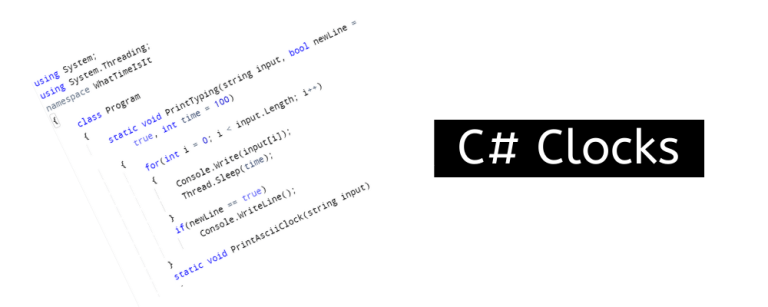 using System;
using System.Threading;
namespace WhatTimeIsIt
{
class Program
{
static void PrintTyping(string input, bool newLine =
true, int time = 100)
{
for(int i = 0; i < input.Length; i++)
{
Console.Write(input[i]);
Thread.Sleep(time);
}
if(newLine == true)
Console.WriteLine();
}
static void PrintAsciiClock(string input)
C# Clocks